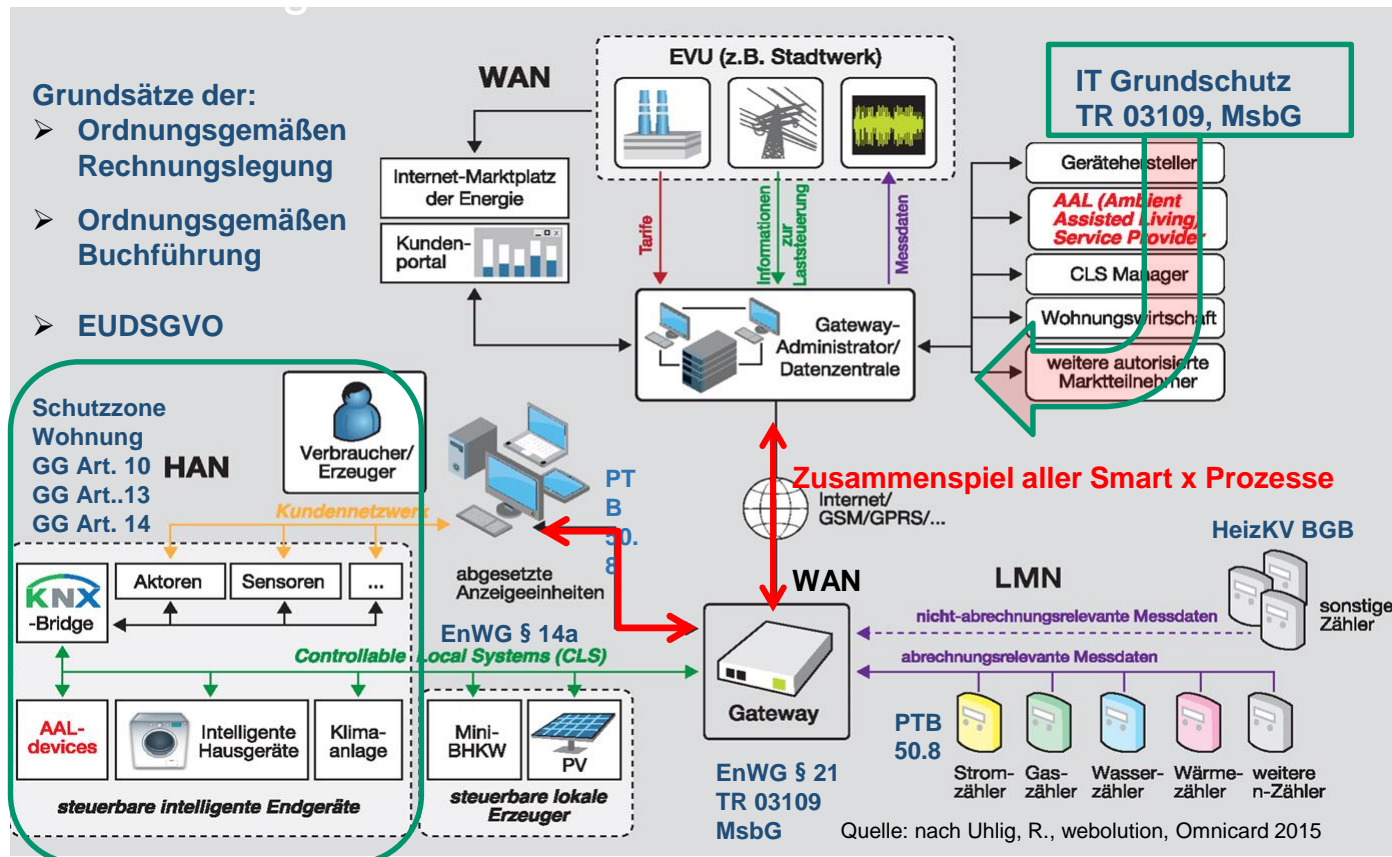 g
EVU (z.B. Stadtwerk)
WAN
Grundsätze der:
➢ Ordnungsgemäßen
Rechnungslegung
➢ Ordnungsgemäßen
Buchführung
➢ EUDSGVO
Internet-Marktplatz
der Energie
Kunden-
portal
Tarife
Informationen
zur
Laststeuerung
Messdaten
IT Grundschutz
TR 03109, MsbG
Gerätehersteller
AAL (Ambient
Assisted Living)
Service Provider
CLS Manager
Wohnungswirtschaft
weitere autorisierte
Marktteilnehmer
Gateway-
Administrator/
Datenzentrale
Schutzzone
Wohnung
GG Art. 10
GG Art..13
GG Art. 14
HAN
Verbraucher/
Erzeuger
Kundennetzwerk
PT
B
50.
8
abgesetzte
Anzeigeeinheiten
Zusammenspiel aller Smart x Prozesse
Internet/
GSM/GPRS/...
WAN
LMN
HeizKV BGB
sonstige
Zähler
nicht-abrechnungsrelevante Messdaten
abrechnungsrelevante Messdaten
KNX
-Bridge
Aktoren
Sensoren
...
EnWG § 14a
Controllable Local Systems (CLS)
Gateway
AAL-
devices
Intelligente
Hausgeräte
Klima-
anlage
steuerbare intelligente Endgeräte
Mini-
BHKW
PV
steuerbare lokale
Erzeuger
EnWG § 21
TR 03109
MsbG
PTB
50.8
Strom-
zähler
Gas-
zähler
Wasser-
zähler
Wärme-
zähler
weitere
n-Zähler
Quelle: nach Uhlig, R., webolution, Omnicard 2015